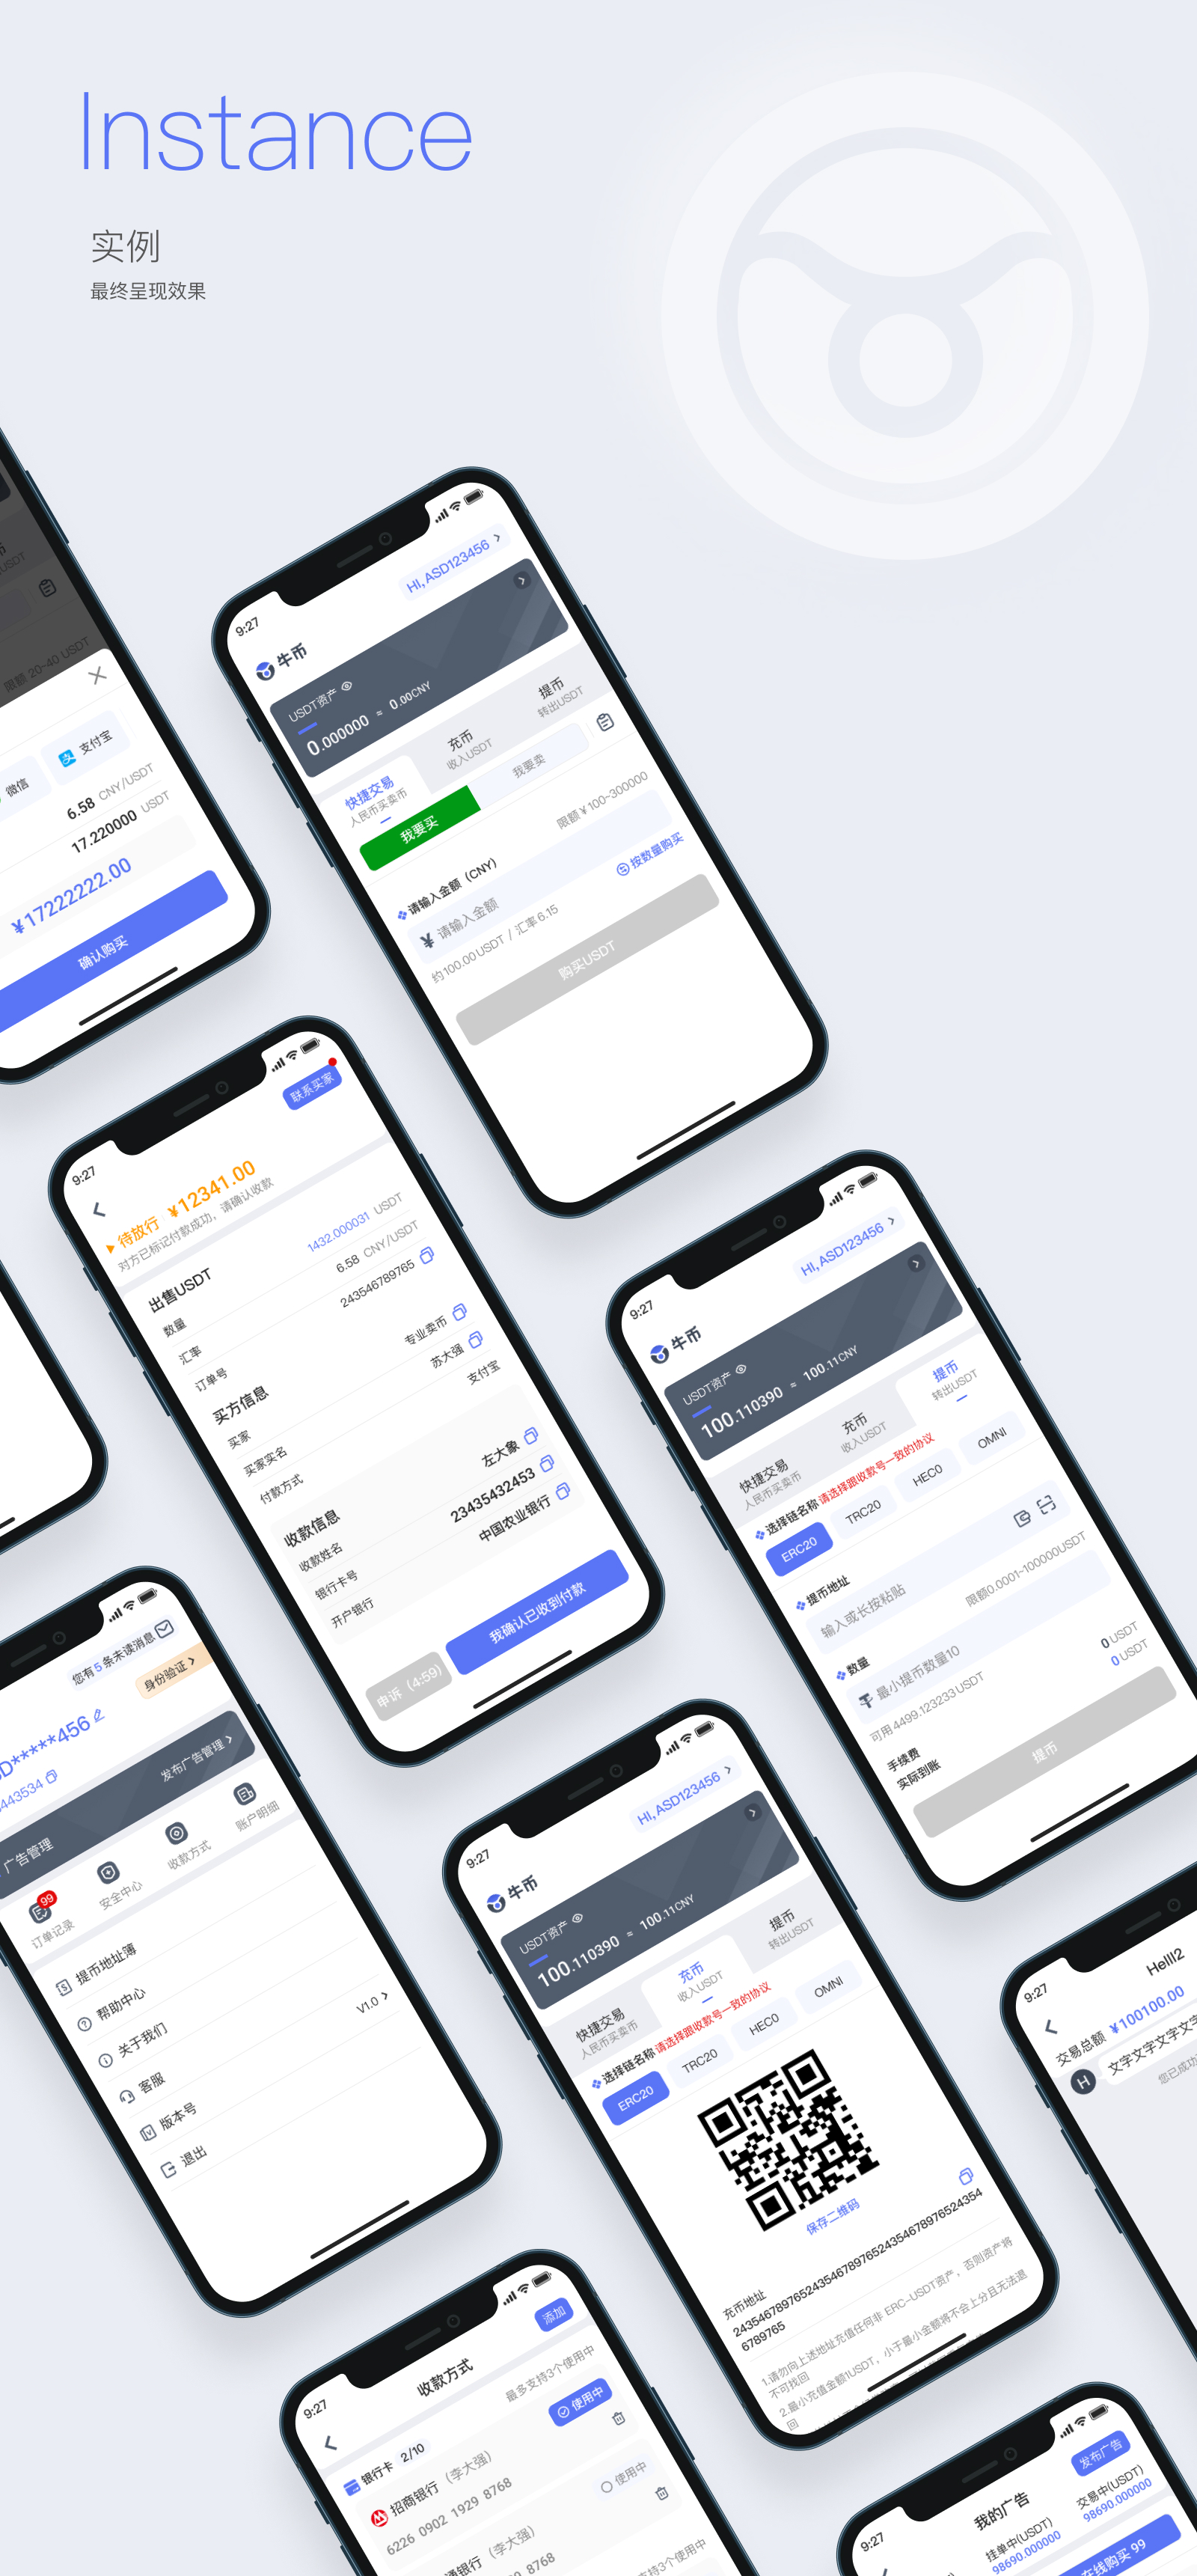 Instance
实例
最终呈现效果
USDT
限额 20~40 USDT
微信
支付宝
6.58 CNY/USDT
17.220000 USDT
¥17222222.00
确认购买
9:27
HI, ASD123456
牛币
USDT资产
0.000000 ≈ 0.00CNY
快捷交易
人民币买卖币
充币
收入USDT
提币
转出USDT
我要买
我要卖
请输入金额（CNY）
限额￥100~300000
¥ 请输入金额
约100.00 USDT / 汇率 6.15
按数量购买
购买USDT
9:27
联系买家
待放行 ¥12341.00
对方已标记付款成功，请确认收款
出售USDT
数量
1432.000031 USDT
汇率
6.58 CNY/USDT
订单号
243546789765
买方信息
买家
专业卖币
买家实名
苏大强
付款方式
支付宝
收款信息
收款姓名
左大象
银行卡号
23435432453
开户银行
中国农业银行
申诉（4:59）
我确认已收到付款
9:27
HI, ASD123456
牛币
USDT资产
100.110390 ≈ 100.11CNY
快捷交易
人民币买卖币
充币
收入USDT
提币
转出USDT
选择链名称 请选择跟收款号一致的协议
ERC20
TRC20
HECO
OMNI
提币地址
输入或长按粘贴
数量
限额0.0001~100000USDT
最小提币数量10
可用 4499.123233 USDT
手续费
0 USDT
实际到账
0 USDT
提币
您有 5 条未读消息
身份验证
D*****456
443534
广告管理
发布广告管理
99
订单记录
安全中心
收款方式
账户明细
提币地址簿
帮助中心
关于我们
客服
版本号
V1.0
退出
9:27
HI, ASD123456
牛币
USDT资产
100.110390 ≈ 100.11CNY
快捷交易
人民币买卖币
充币
收入USDT
提币
转出USDT
选择链名称 请选择跟收款号一致的协议
ERC20
TRC20
HECO
OMNI
保存二维码
充币地址
243546789765243546789765243546789765243546789765
1.请勿向上述地址充值任何非 ERC-USDT资产，否则资产将
不可找回
2.最小充值金额1USDT，小于最小金额将不会上分且无法退
回
9:27
Helll2
交易总额 ¥100100.00
H
文字文字文字文字
您已成功
9:27
收款方式
添加
银行卡 2/10
最多支持3个使用中
招商银行（李大强）
使用中
6226 0902 1929 8768
通银行（李大强）
使用中
0902 1929 8768
支持3个使用中
9:27
我的广告
发布广告
挂单中(USDT)
98690.000000
交易中(USDT)
98690.000000
在线购买 99